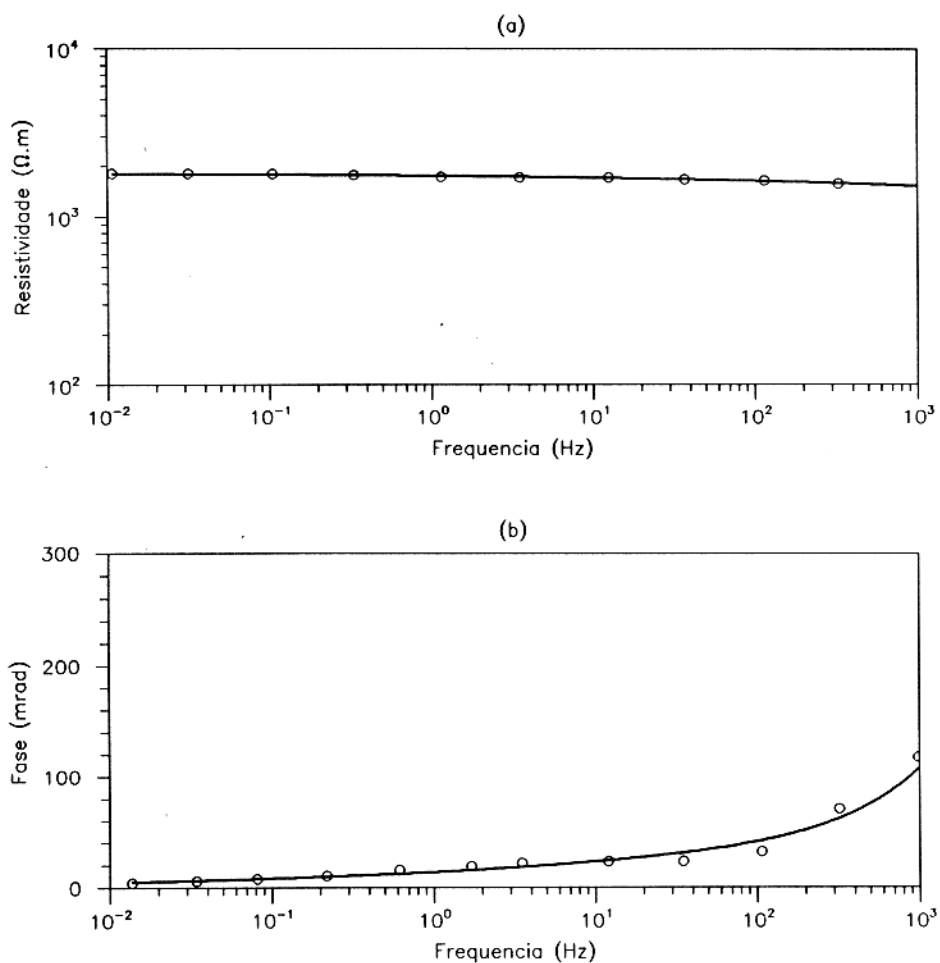 (a)
10⁴
10³
10²
Resistividade (Ω.m)
10⁻² 10⁻¹ 10⁰ 10¹ 10² 10³
Frequencia (Hz)
(b)
300
200
100
0
Fase (mrad)
10⁻² 10⁻¹ 10⁰ 10¹ 10² 10³
Frequencia (Hz)